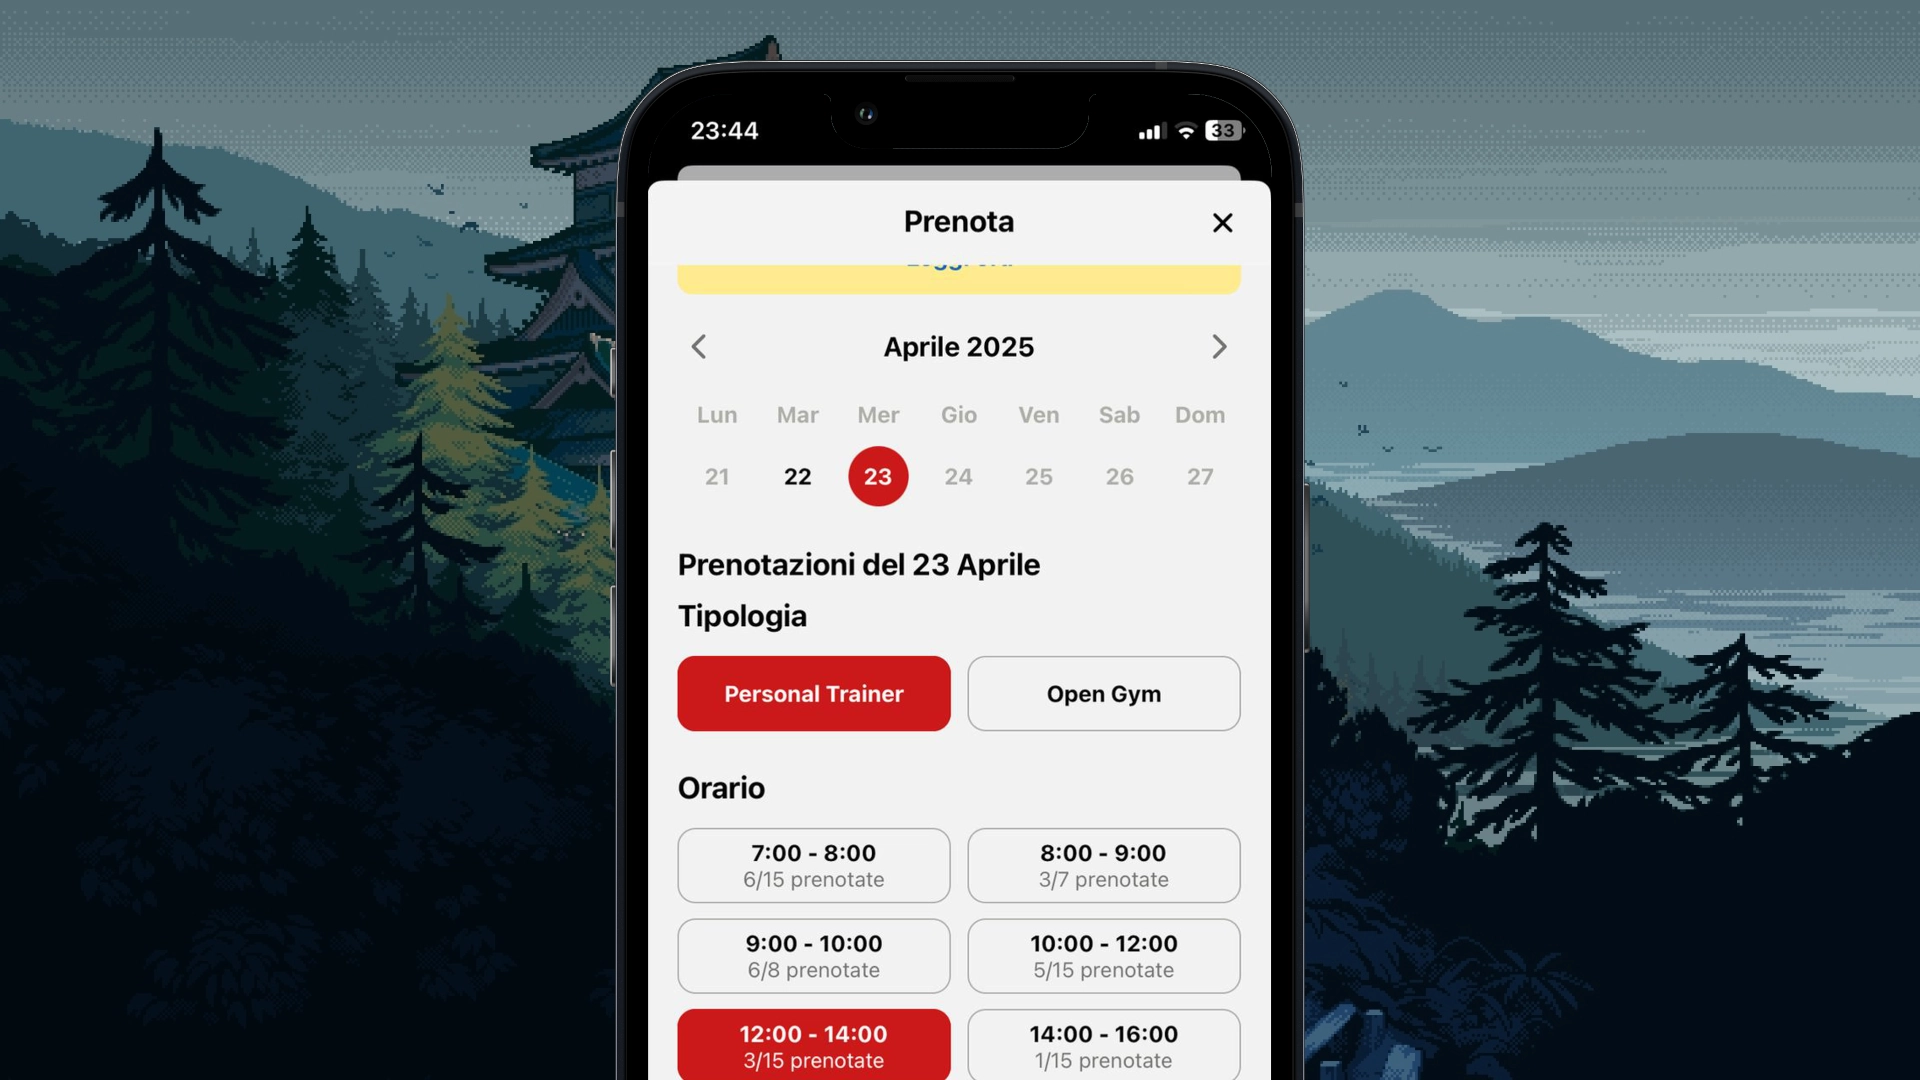 23:44
33
Prenota
Aprile 2025
Lun Mar Mer Gio Ven Sab Dom
21 22 23 24 25 26 27
Prenotazioni del 23 Aprile
Tipologia
Personal Trainer
Open Gym
Orario
7:00 - 8:00
6/15 prenotate
8:00 - 9:00
3/7 prenotate
9:00 - 10:00
6/8 prenotate
10:00 - 12:00
5/15 prenotate
12:00 - 14:00
3/15 prenotate
14:00 - 16:00
1/15 prenotate